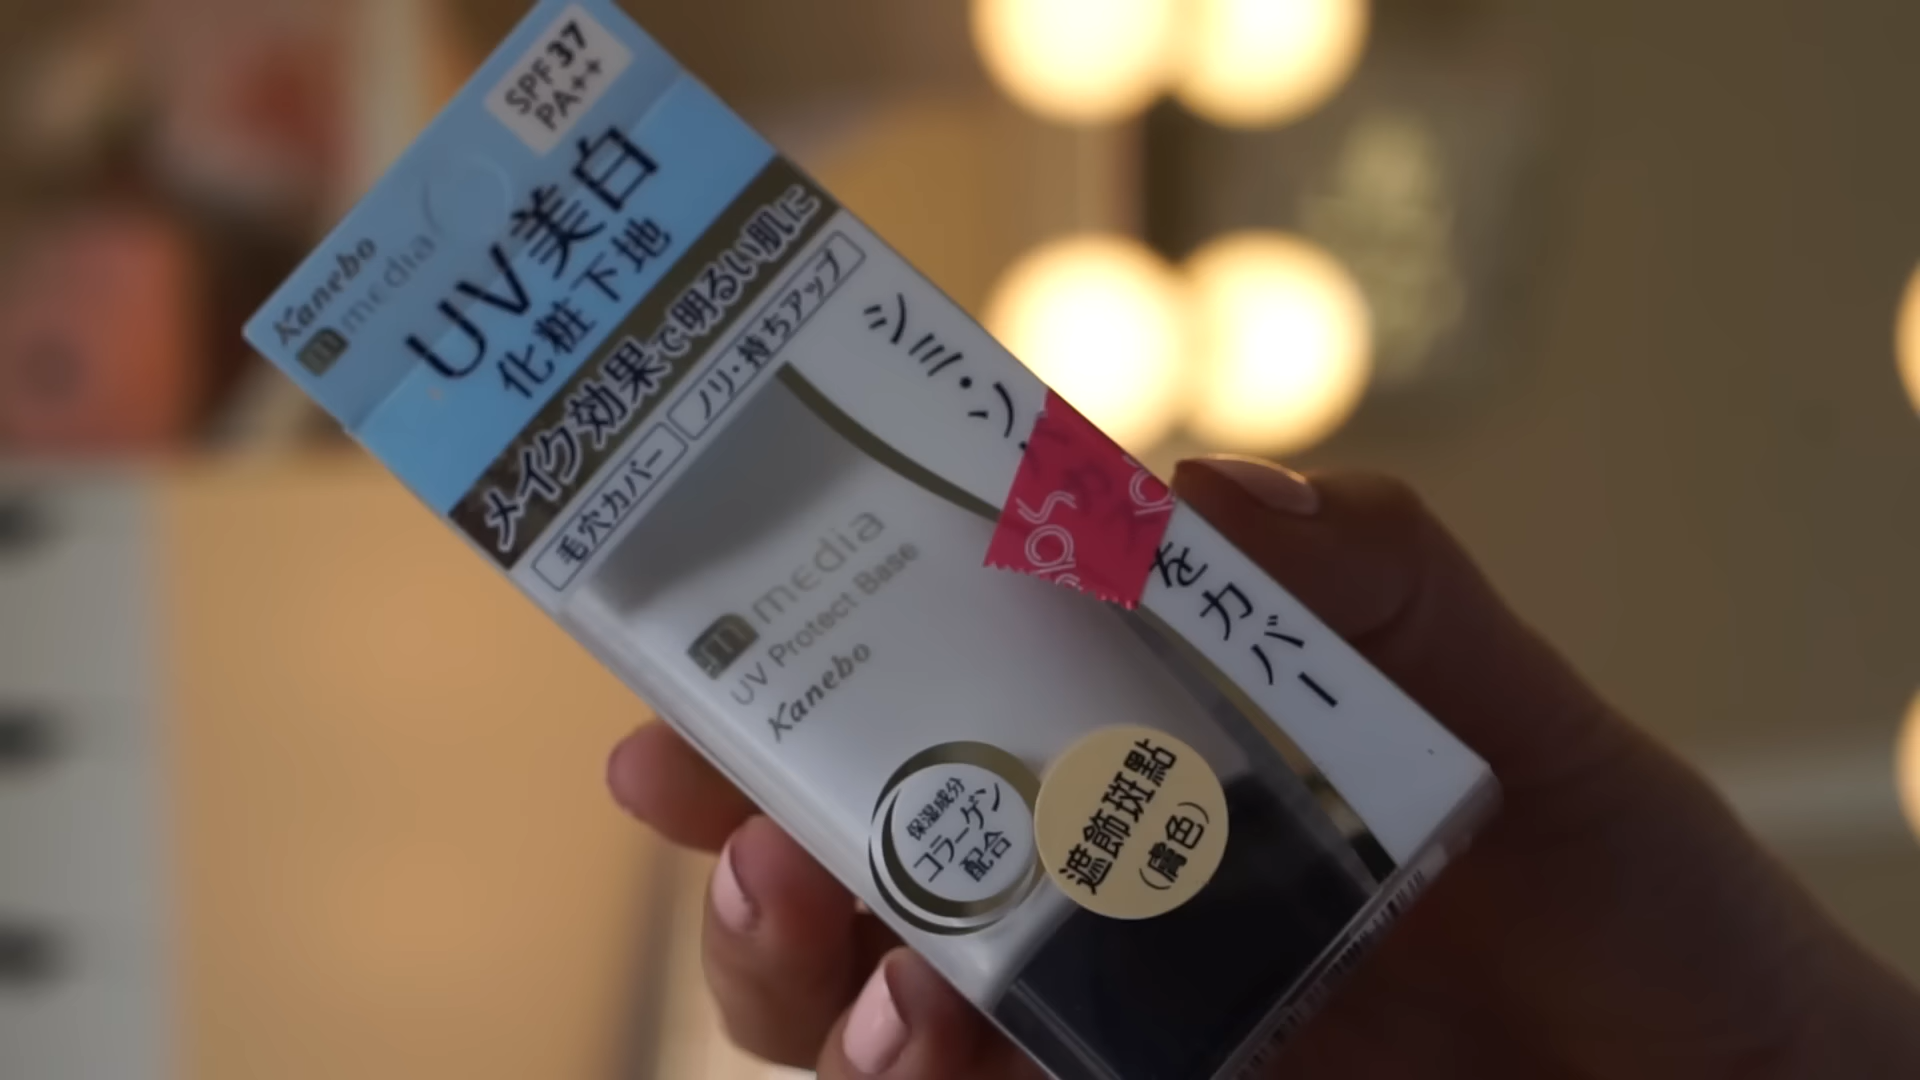 SPF37
PA++
Kanebo
media
UV美白
化粧下地
メイク効果で明るい肌に
毛穴カバー
ノリ・持ちアップ
シミ・ソバカスをカバー
media
UV Protect Base
Kanebo
保湿成分
コラーゲン
配合
遮飾斑點
(膚色)